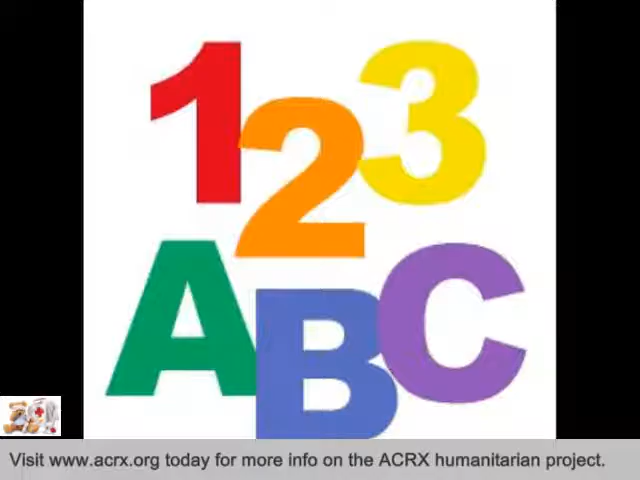 123
ABC
Visit www.acrx.org today for more info on the ACRX humanitarian project.